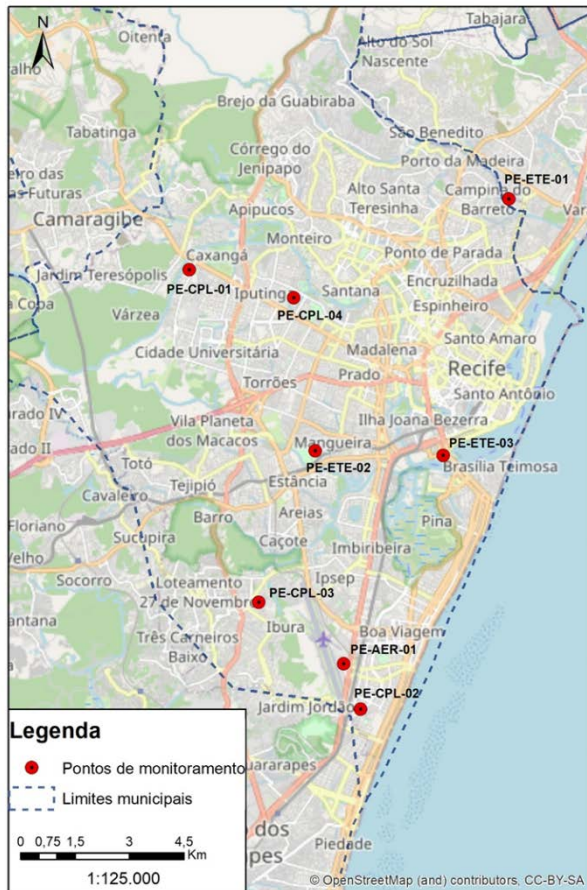 Tabajara
Oitenta
Alto do Sol
Nascente
Brejo da Guabiraba
São Benedito
Tabatinga
Córrego do
Jenipapo
Porto da Madeira
PE-ETE-01
Alto Santa
Teresinha
Campina do
Barreto
Camaragibe
Apipucos
Monteiro
Caxangá
Ponto de Parada
Jardim Teresópolis
PE-CPL-01
Iputinga
Santana
Encruzilhada
PE-CPL-04
Espinheiro
Várzea
Santo Amaro
Cidade Universitária
Madalena
Recife
Torrões
Prado
Santo Antônio
Vila Planeta
dos Macacos
Ilha Joana Bezerra
Mangueira
PE-ETE-03
Totó
PE-ETE-02
Brasília Teimosa
Tejipió
Estância
Cavaleiro
Areias
Pina
Floriano
Sucupira
Barro
Caçote
Imbiribeira
Socorro
Loteamento
27 de Novembro
Ipsep
PE-CPL-03
Três Carneiros
Baixo
Ibura
Boa Viagem
PE-AER-01
PE-CPL-02
Jardim Jordão
Legenda
Pontos de monitoramento
Limites municipais
0 0,75 1,5 3 4,5
Km
1:125.000
Piedade
© OpenStreetMap (and) contributors, CC-BY-SA